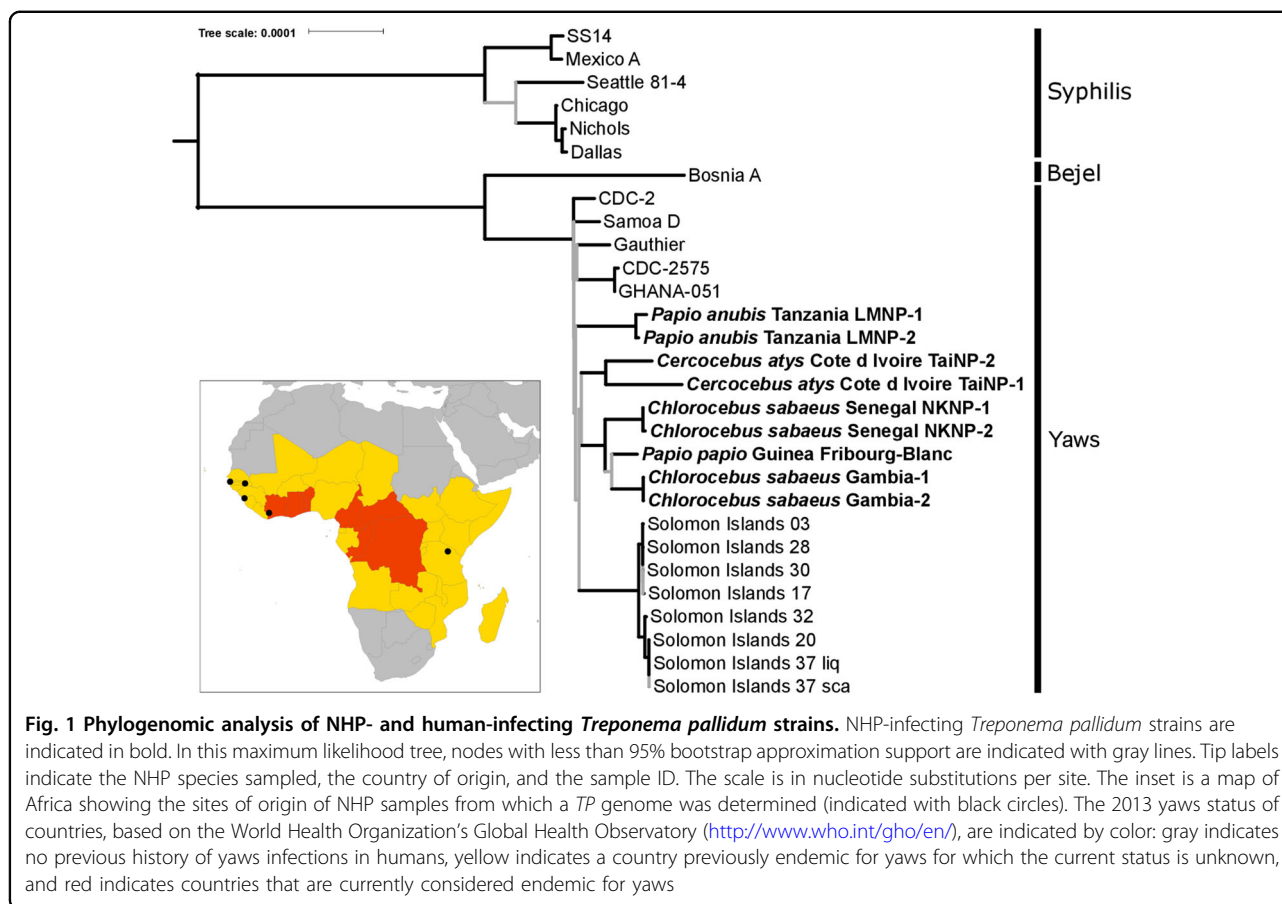 Tree scale: 0.0001
SS14
Mexico A
Seattle 81-4
Chicago
Nichols
Dallas
Syphilis
Bosnia A
Bejel
CDC-2
Samoa D
Gauthier
CDC-2575
GHANA-051
Papio anubis Tanzania LMNP-1
Papio anubis Tanzania LMNP-2
Cercocebus atys Cote d Ivoire TaiNP-2
Cercocebus atys Cote d Ivoire TaiNP-1
Chlorocebus sabaeus Senegal NKNP-1
Chlorocebus sabaeus Senegal NKNP-2
Papio papio Guinea Fribourg-Blanc
Chlorocebus sabaeus Gambia-1
Chlorocebus sabaeus Gambia-2
Solomon Islands 03
Solomon Islands 28
Solomon Islands 30
Solomon Islands 17
Solomon Islands 32
Solomon Islands 20
Solomon Islands 37 liq
Solomon Islands 37 sca
Yaws
Fig. 1 Phylogenomic analysis of NHP- and human-infecting Treponema pallidum strains. NHP-infecting Treponema pallidum strains are
indicated in bold. In this maximum likelihood tree, nodes with less than 95% bootstrap approximation support are indicated with gray lines. Tip labels
indicate the NHP species sampled, the country of origin, and the sample ID. The scale is in nucleotide substitutions per site. The inset is a map of
Africa showing the sites of origin of NHP samples from which a TP genome was determined (indicated with black circles). The 2013 yaws status of
countries, based on the World Health Organization's Global Health Observatory (http://www.who.int/gho/en/), are indicated by color: gray indicates
no previous history of yaws infections in humans, yellow indicates a country previously endemic for yaws for which the current status is unknown,
and red indicates countries that are currently considered endemic for yaws